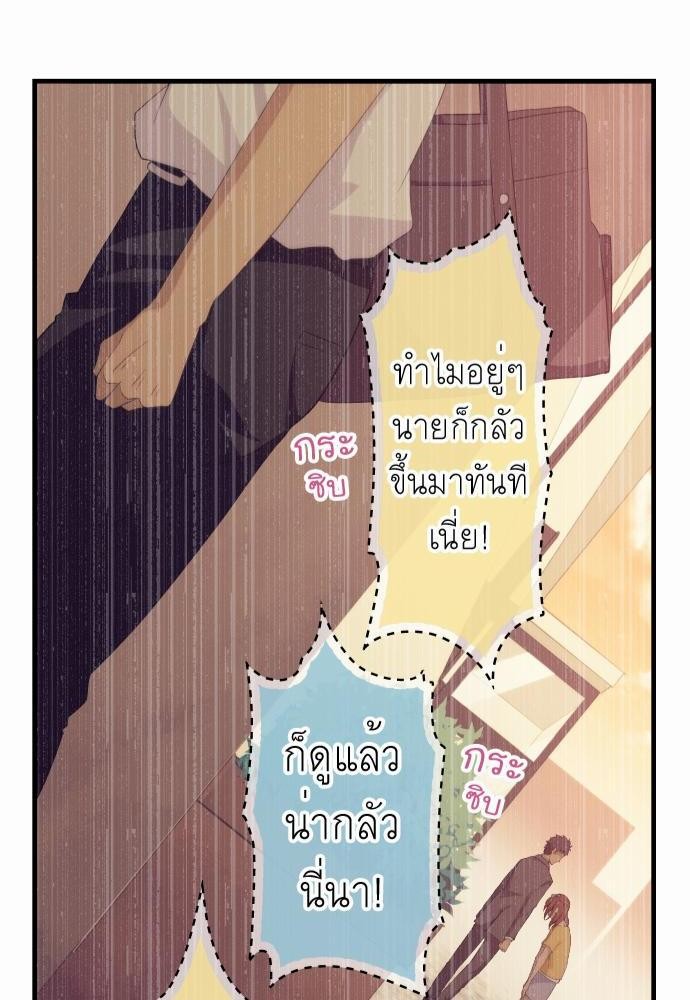 ทำไมอยู่ๆ
นายก็กลัว
ขึ้นมาทันที
เนี่ย!
กระ
ซิบ
ก็ดูแล้ว
น่ากลัว
นี่นา!
กระ
ซิบ